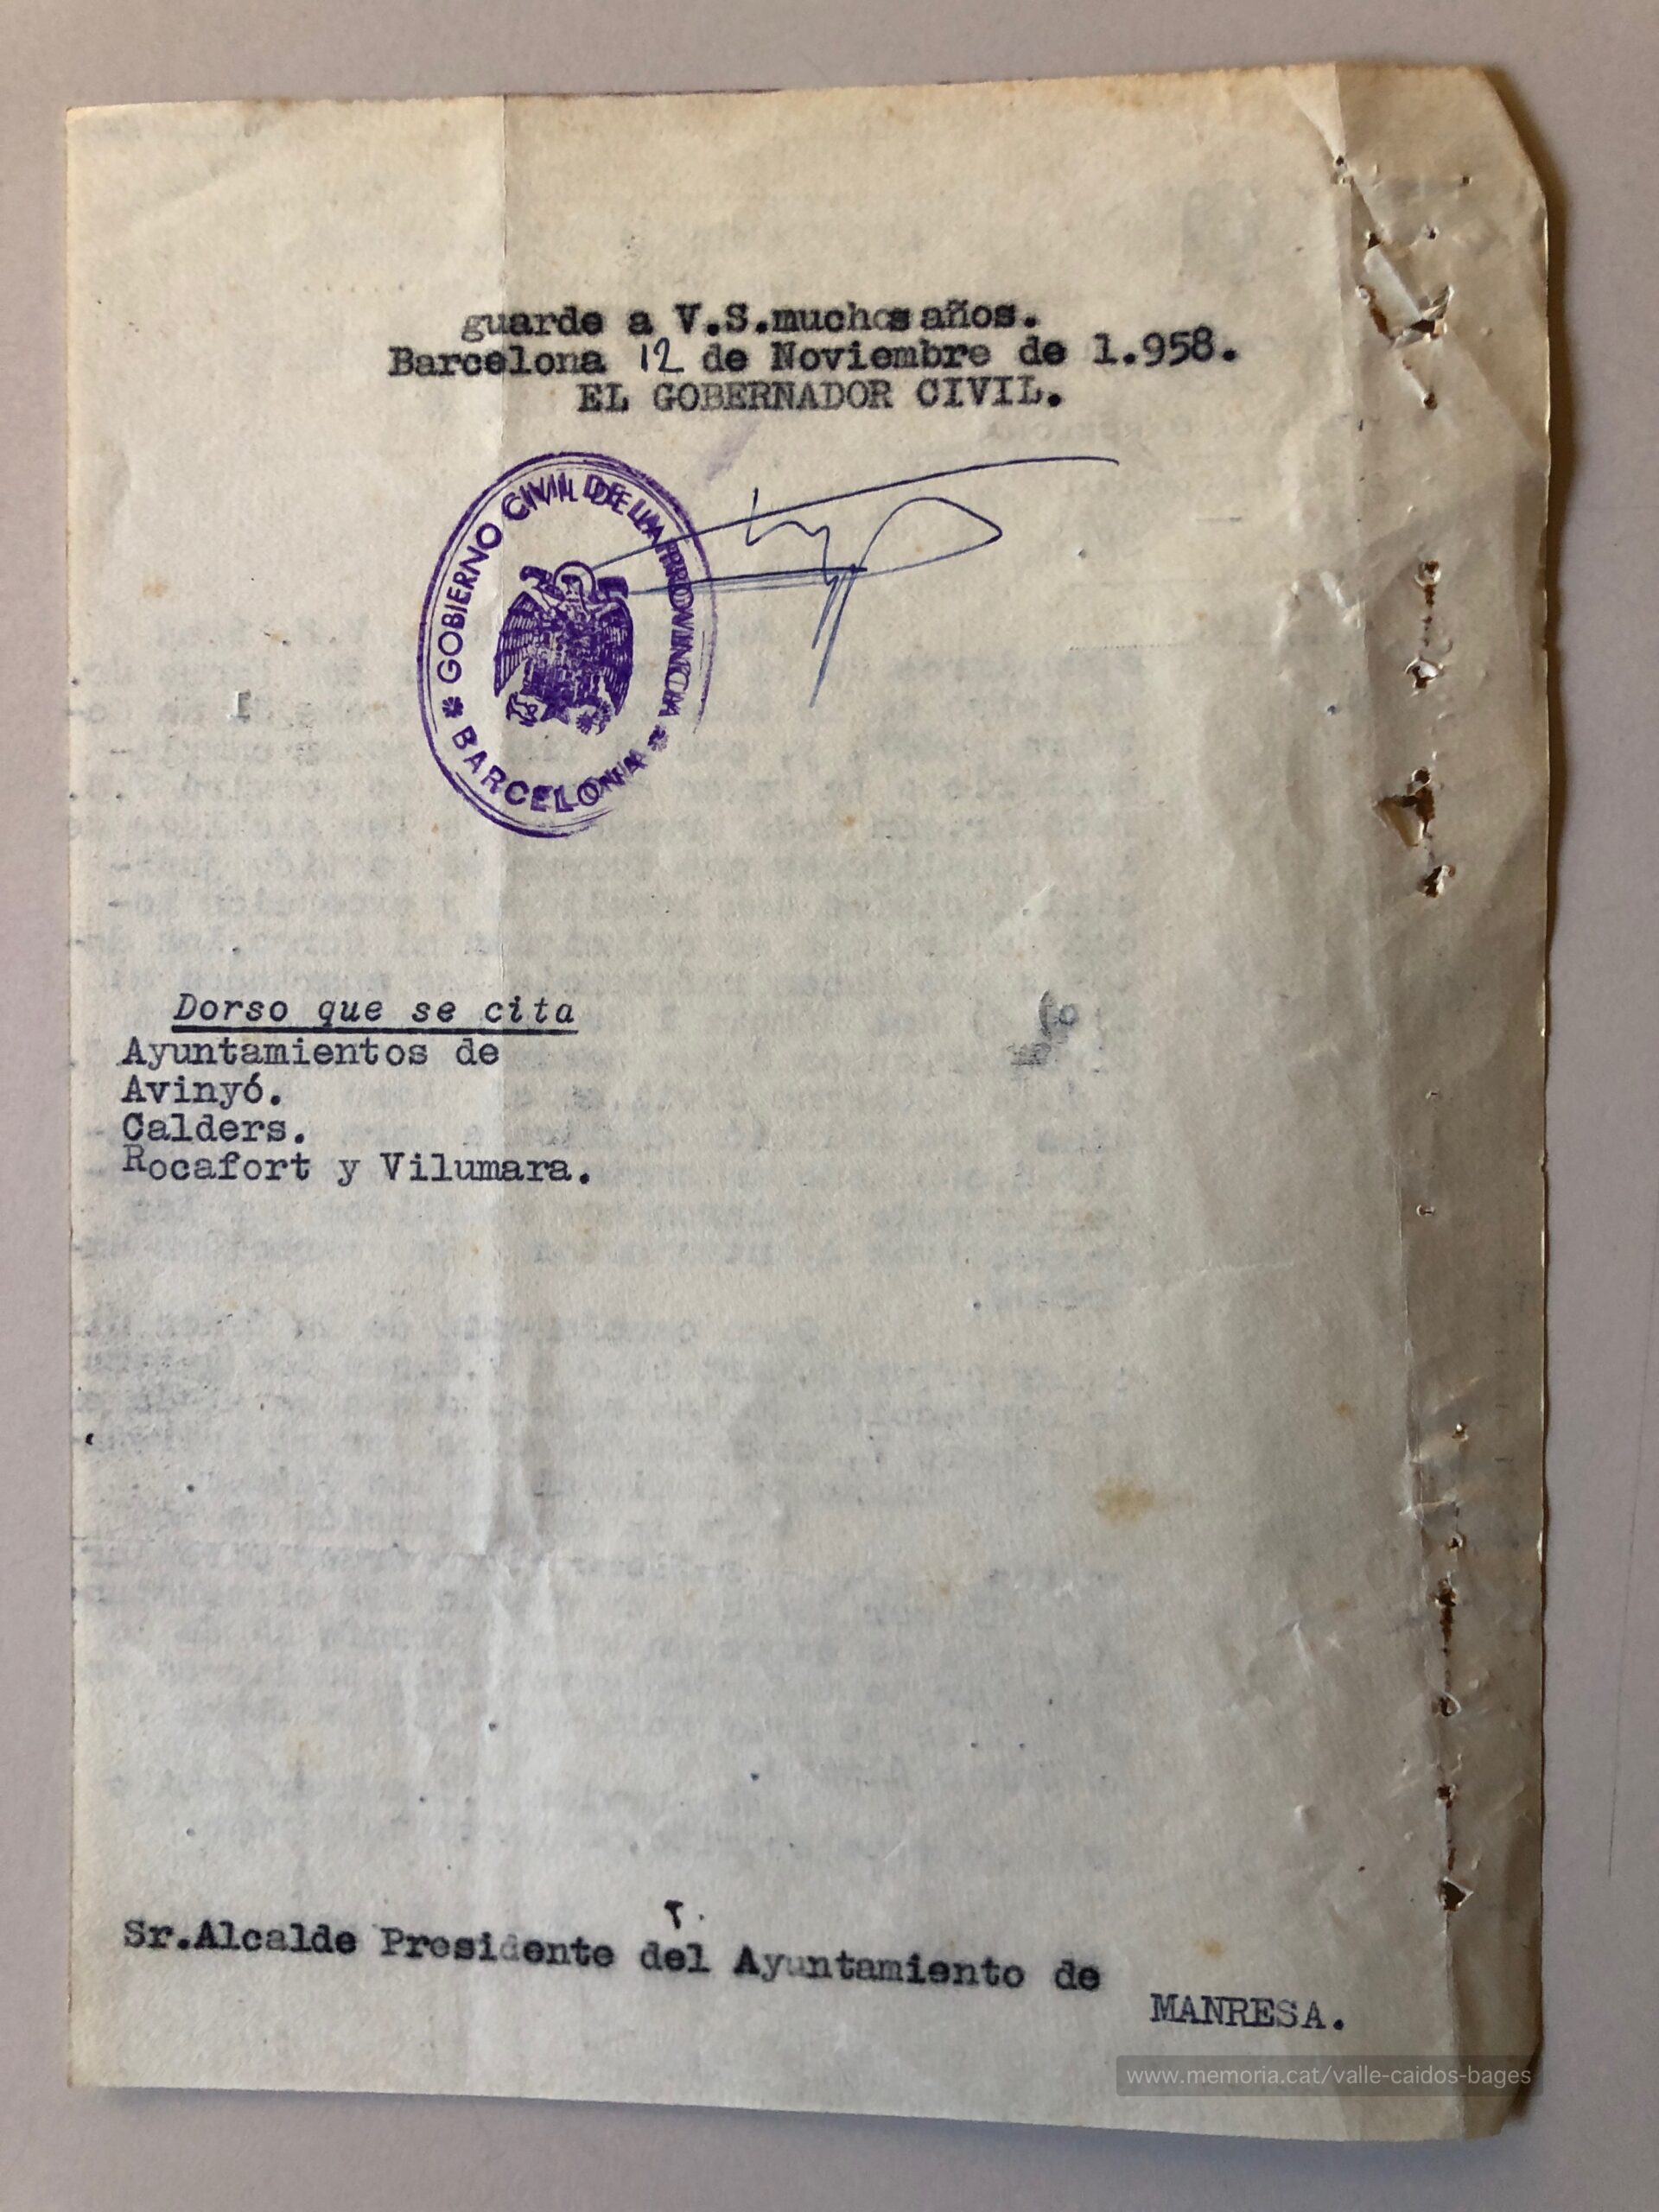 guarde a V.S.muchos años.
Barcelona 12 de Noviembre de 1.958.
EL GOBERNADOR CIVIL.
GOBIERNO CIVIL DE LA PROVINCIA
BARCELONA
Dorso que se cita
Ayuntamientos de
Avinyó.
Calders.
Rocafort y Vilumara.
Sr.Alcalde Presidente del Ayuntamiento de
MANRESA.
www.memoria.cat/valle-caidos-bages